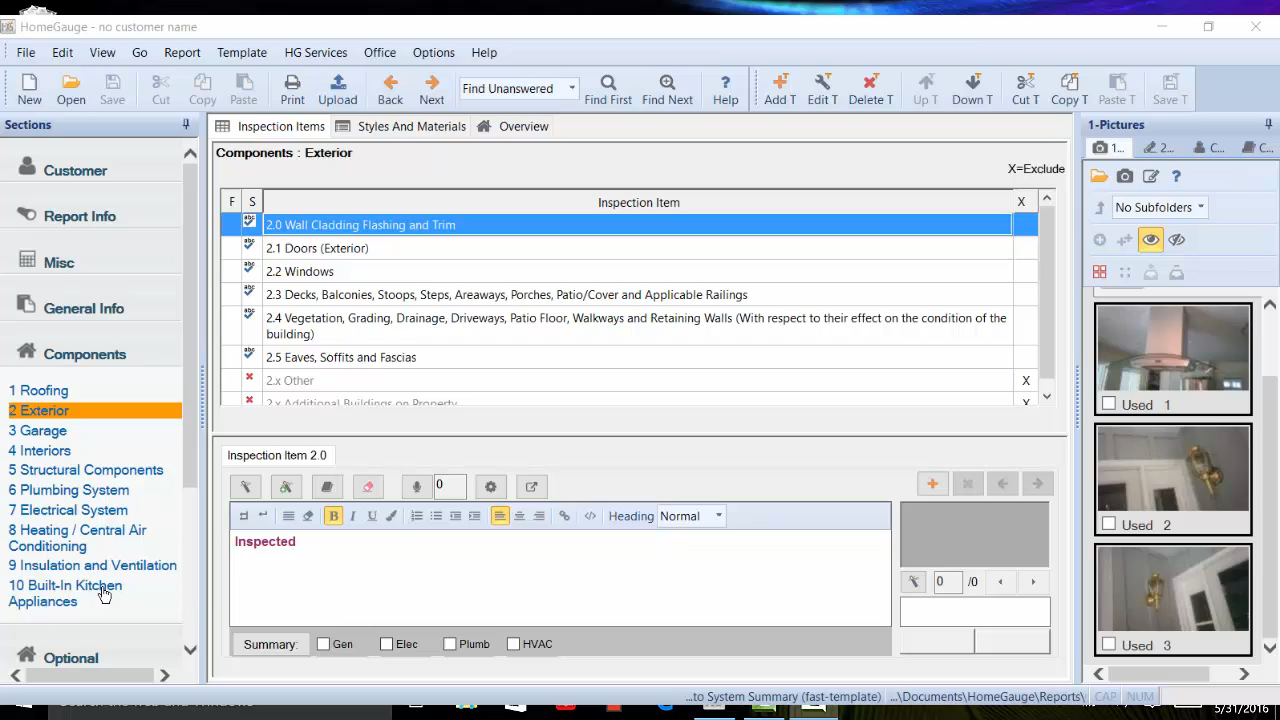 HomeGauge - no customer name
File Edit View Go Report Template HG Services Office Options Help
New Open Save Cut Copy Paste Print Upload Back Next Find Unanswered Find First Find Next Help Add T Edit T Delete T Up T Down T Cut T Copy T Paste T Save T
Sections
Customer
Report Info
Misc
General Info
Components
1 Roofing
2 Exterior
3 Garage
4 Interiors
5 Structural Components
6 Plumbing System
7 Electrical System
8 Heating / Central Air
Conditioning
9 Insulation and Ventilation
10 Built-In Kitchen
Appliances
Optional
Inspection Items Styles And Materials Overview
Components : Exterior
X=Exclude
F S Inspection Item X
2.0 Wall Cladding Flashing and Trim
2.1 Doors (Exterior)
2.2 Windows
2.3 Decks, Balconies, Stoops, Steps, Areaways, Porches, Patio/Cover and Applicable Railings
2.4 Vegetation, Grading, Drainage, Driveways, Patio Floor, Walkways and Retaining Walls (With respect to their effect on the condition of the
building)
2.5 Eaves, Soffits and Fascias
2.x Other X
2.x Additional Buildings on Property X
Inspection Item 2.0
0
B I U Heading Normal
Inspected
Summary: Gen Elec Plumb HVAC
0 /0
1-Pictures
1... 2... C... C...
No Subfolders
Used 1
Used 2
Used 3
...to System Summary (fast-template) ...\Documents\HomeGauge\Reports\ CAP NUM
5/31/2016